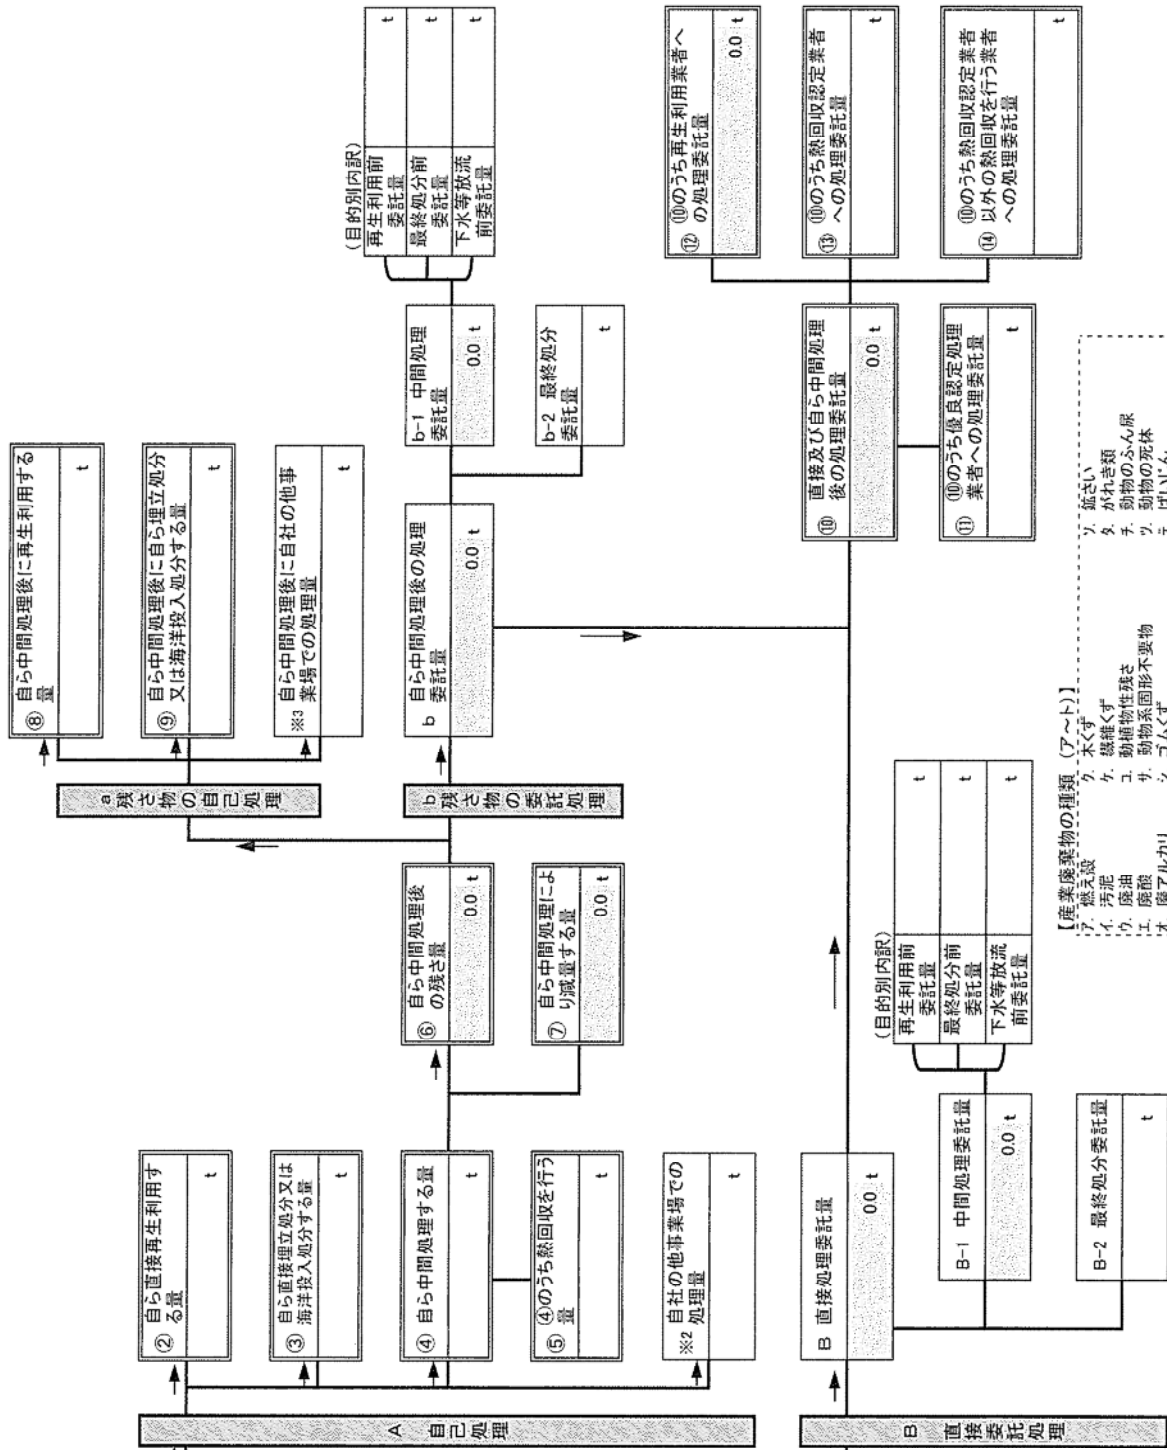 A 自己処理
② 自ら直接再生利用す
る量
t
③ 自ら直接埋立処分又は
海洋投入処分する量
t
④ 自ら中間処理する量
t
⑤ ④のうち熱回収を行う
量
t
※2 自社の他事業場での
処理量
t
⑥ 自ら中間処理後
の残さ量
0.0 t
⑦ 自ら中間処理によ
り減量する量
0.0 t
a 残さ物の自己処理
⑧ 自ら中間処理後に再生利用する
量
t
⑨ 自ら中間処理後に自ら埋立処分
又は海洋投入処分する量
t
※3 自ら中間処理後に自社の他事
業場での処理量
t
b 残さ物の委託処理
b 自ら中間処理後の処理
委託量
0.0 t
b-1 中間処理
委託量
0.0 t
b-2 最終処分
委託量
t
(目的別内訳)
再生利用前
委託量
t
最終処分前
委託量
t
下水等放流
前委託量
t
B 直接委託処理
B 直接処理委託量
0.0 t
B-1 中間処理委託量
0.0 t
B-2 最終処分委託量
t
(目的別内訳)
再生利用前
委託量
t
最終処分前
委託量
t
下水等放流
前委託量
t
⑩ 直接及び自ら中間処理
後の処理委託量
0.0 t
⑪ ⑩のうち優良認定処理
業者への処理委託量
t
⑫ ⑩のうち再生利用業者へ
の処理委託量
0.0 t
⑬ ⑩のうち熱回収認定業者
への処理委託量
t
⑭ ⑩のうち熱回収認定業者
以外の熱回収を行う業者
への処理委託量
t
【産業廃棄物の種類 (ア~ト)】
ア. 燃え殻 ク. 木くず ソ. 鉱さい
イ. 汚泥 ケ. 繊維くず タ. がれき類
ウ. 廃油 コ. 動植物性残さ チ. 動物のふん尿
エ. 廃酸 サ. 動物系固形不要物 ツ. 動物の死体
オ. 廃アルカリ シ. ゴムくず テ. ばいじん